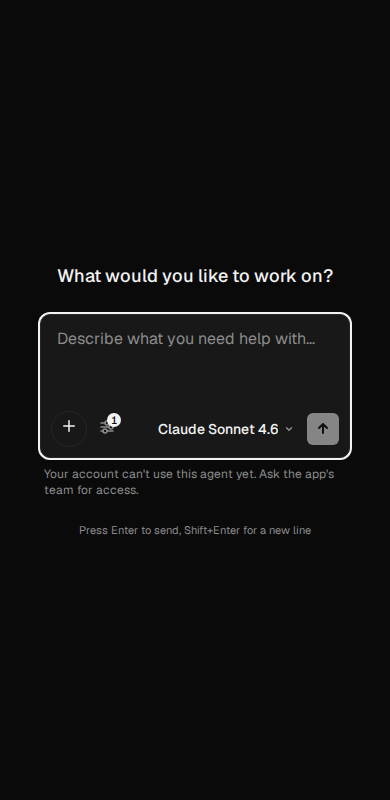 What would you like to work on?
Describe what you need help with...
1
Claude Sonnet 4.6
Your account can't use this agent yet. Ask the app's
team for access.
Press Enter to send, Shift+Enter for a new line